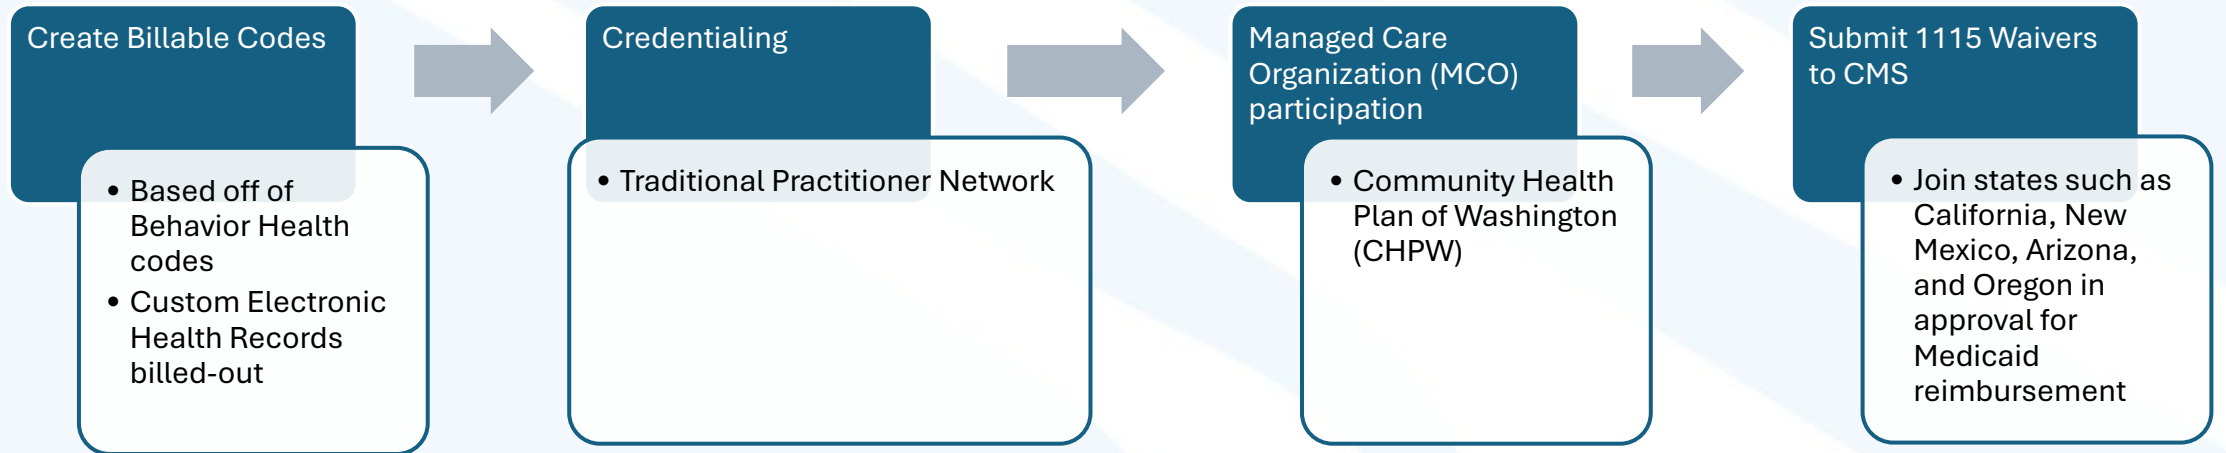 Create Billable Codes
• Based off of
Behavior Health
codes
• Custom Electronic
Health Records
billed-out
Credentialing
• Traditional Practitioner Network
Managed Care
Organization (MCO)
participation
• Community Health
Plan of Washington
(CHPW)
Submit 1115 Waivers
to CMS
• Join states such as
California, New
Mexico, Arizona,
and Oregon in
approval for
Medicaid
reimbursement